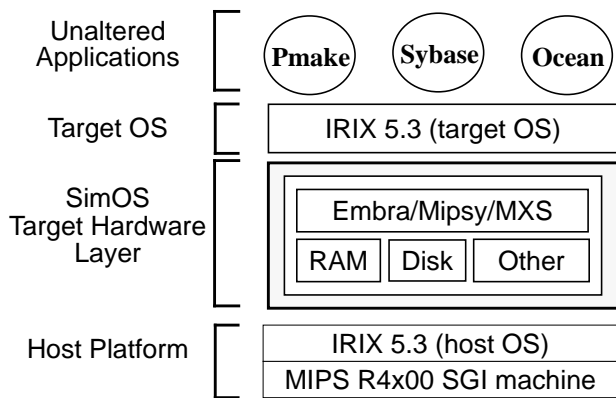 Unaltered
Applications
Pmake
Sybase
Ocean
Target OS
IRIX 5.3 (target OS)
SimOS
Target Hardware
Layer
Embra/Mipsy/MXS
RAM
Disk
Other
Host Platform
IRIX 5.3 (host OS)
MIPS R4x00 SGI machine